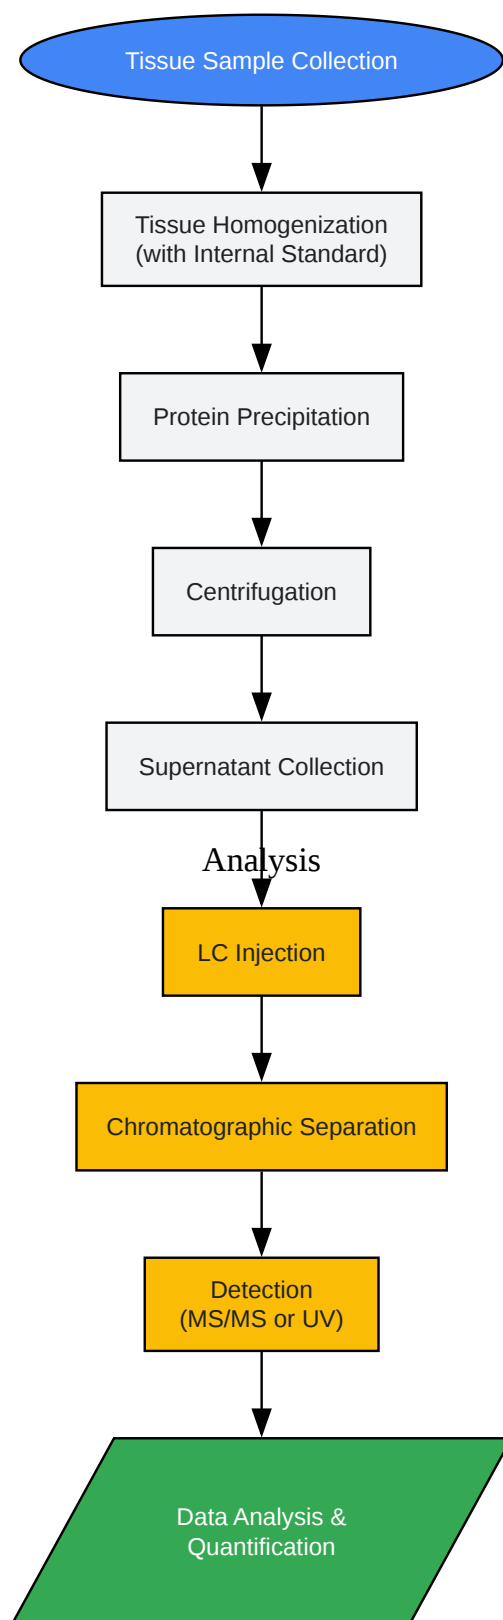 Tissue Sample Collection
Tissue Homogenization
(with Internal Standard)
Protein Precipitation
Centrifugation
Supernatant Collection
Analysis
LC Injection
Chromatographic Separation
Detection
(MS/MS or UV)
Data Analysis &
Quantification